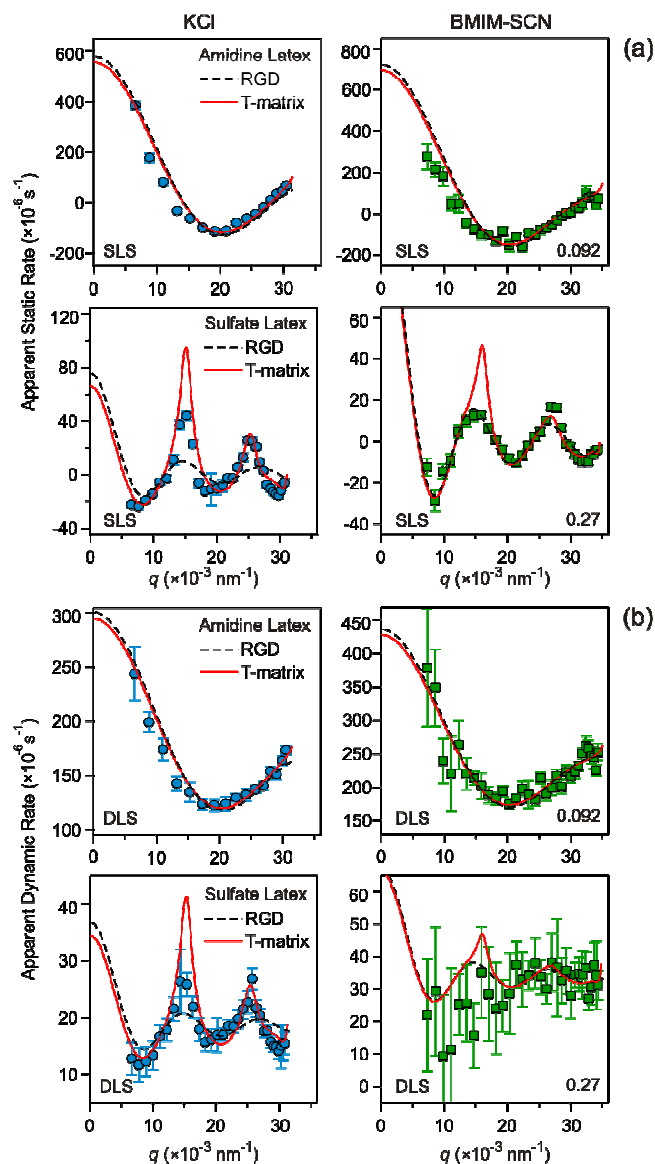 KCl BMIM-SCN
(a)
Apparent Static Rate (×10⁻⁶ s⁻¹)
600
400
200
0
-200
Amidine Latex
RGD
T-matrix
SLS
0 10 20 30
800
600
400
200
0
-200
SLS 0.092
0 10 20 30
120
80
40
0
-40
Sulfate Latex
RGD
T-matrix
SLS
0 10 20 30
q (×10⁻³ nm⁻¹)
60
40
20
0
-20
-40
SLS 0.27
0 10 20 30
q (×10⁻³ nm⁻¹)
(b)
Apparent Dynamic Rate (×10⁻⁶ s⁻¹)
300
250
200
150
100
Amidine Latex
RGD
T-matrix
DLS
0 10 20 30
450
400
350
300
250
200
150
DLS 0.092
0 10 20 30
40
30
20
10
Sulfate Latex
RGD
T-matrix
DLS
0 10 20 30
q (×10⁻³ nm⁻¹)
60
50
40
30
20
10
0
DLS 0.27
0 10 20 30
q (×10⁻³ nm⁻¹)